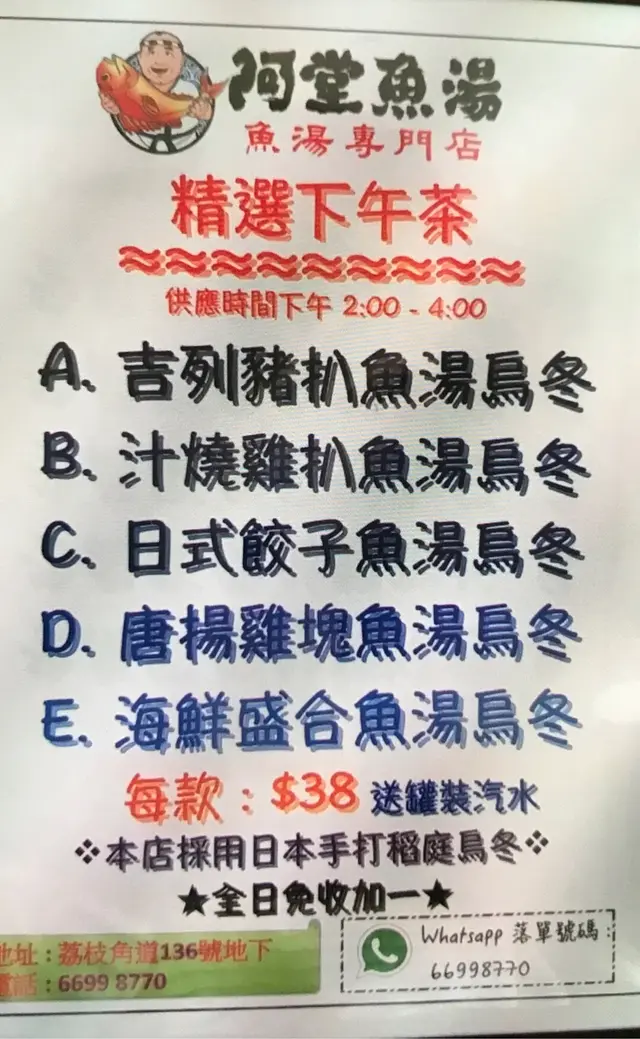 阿堂魚湯
魚湯專門店
精選下午茶
供應時間下午 2:00 - 4:00
A. 吉列豬扒魚湯烏冬
B. 汁燒雞扒魚湯烏冬
C. 日式餃子魚湯烏冬
D. 唐揚雞塊魚湯烏冬
E. 海鮮盛合魚湯烏冬
每款：$38 送罐裝汽水
❖本店採用日本手打稻庭烏冬❖
★全日免收加一★
地址：荔枝角道136號地下
電話：6699 8770
Whatsapp 落單號碼：
66998770